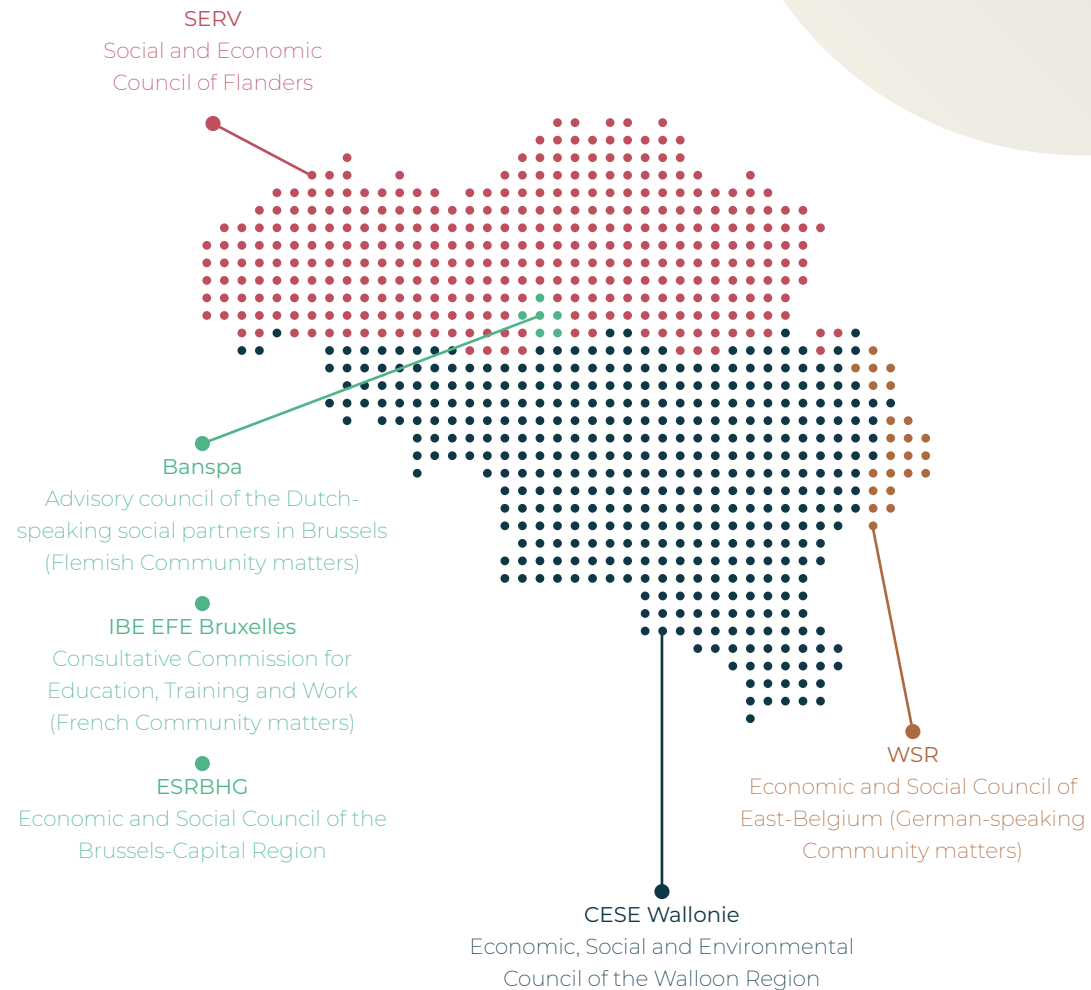 SERV
Social and Economic
Council of Flanders
Banspa
Advisory council of the Dutch-
speaking social partners in Brussels
(Flemish Community matters)
IBE EFE Bruxelles
Consultative Commission for
Education, Training and Work
(French Community matters)
ESRBHG
Economic and Social Council of the
Brussels-Capital Region
WSR
Economic and Social Council of
East-Belgium (German-speaking
Community matters)
CESE Wallonie
Economic, Social and Environmental
Council of the Walloon Region